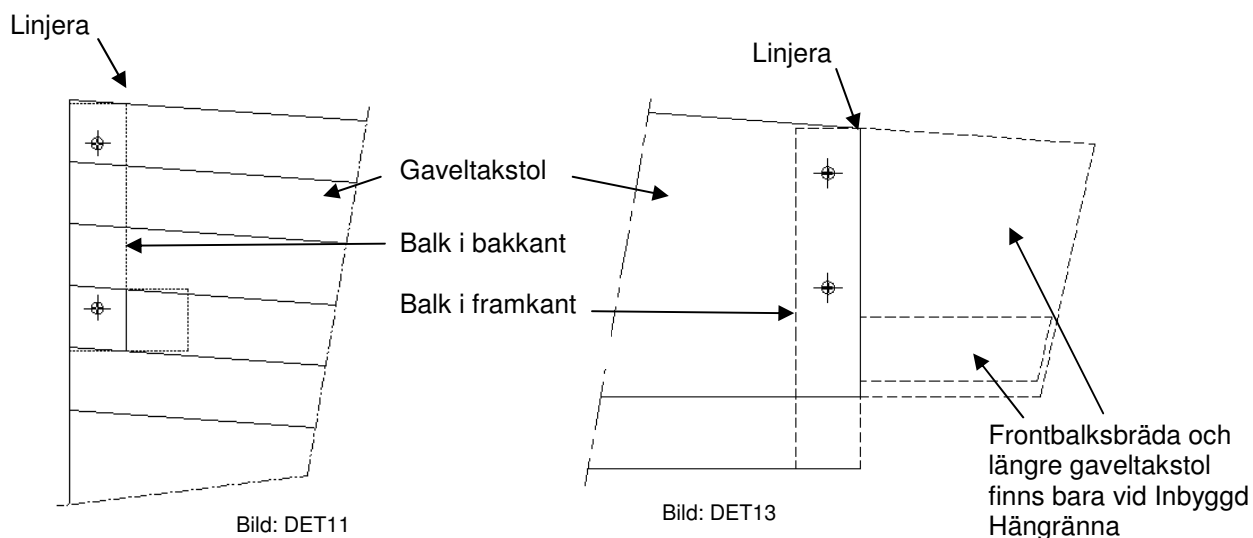 Linjera
Linjera
Gaveltakstol
Balk i bakkant
Balk i framkant
Frontbalksbräda och
längre gaveltakstol
finns bara vid Inbyggd
Hängränna
Bild: DET11
Bild: DET13